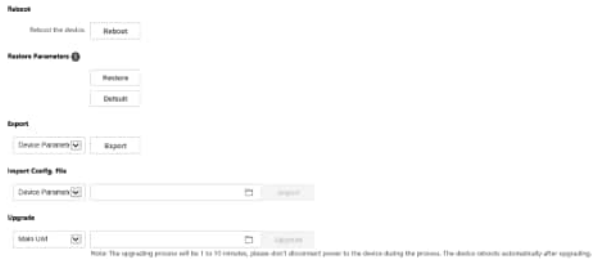 Reboot
Reboot the device. Reboot
Restore Parameters
Restore
Default
Export
Device Paramete Export
Import Config. File
Device Paramete Import
Upgrade
Main Unit Upgrade
Note: The upgrading process will be 1 to 10 minutes, please don't disconnect power to the device during the process. The device reboots automatically after upgrading.